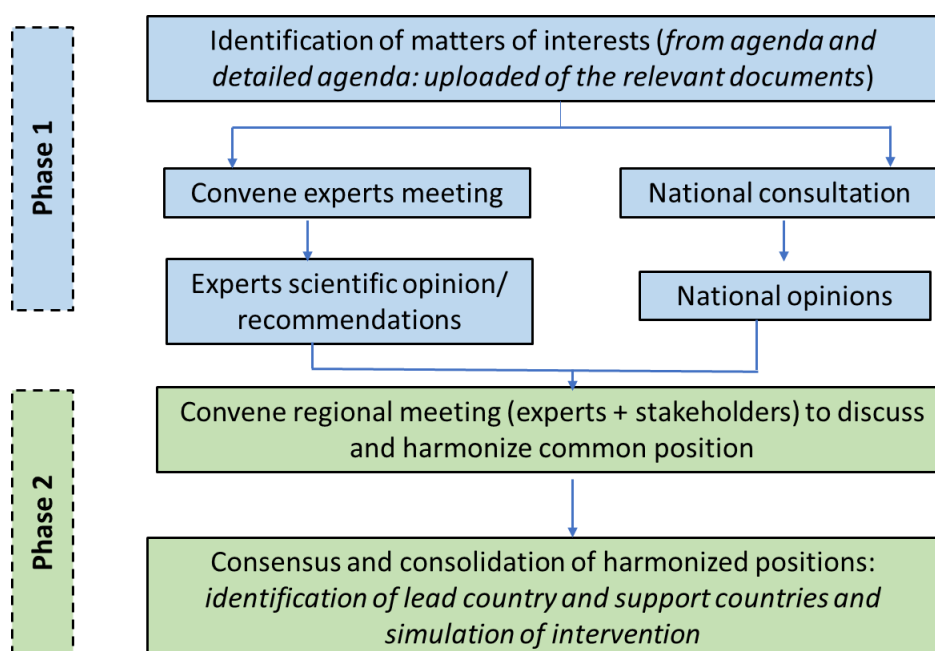 Phase 1
Identification of matters of interests (from agenda and
detailed agenda: uploaded of the relevant documents)
Convene experts meeting
National consultation
Experts scientific opinion/
recommendations
National opinions
Phase 2
Convene regional meeting (experts + stakeholders) to discuss
and harmonize common position
Consensus and consolidation of harmonized positions:
identification of lead country and support countries and
simulation of intervention